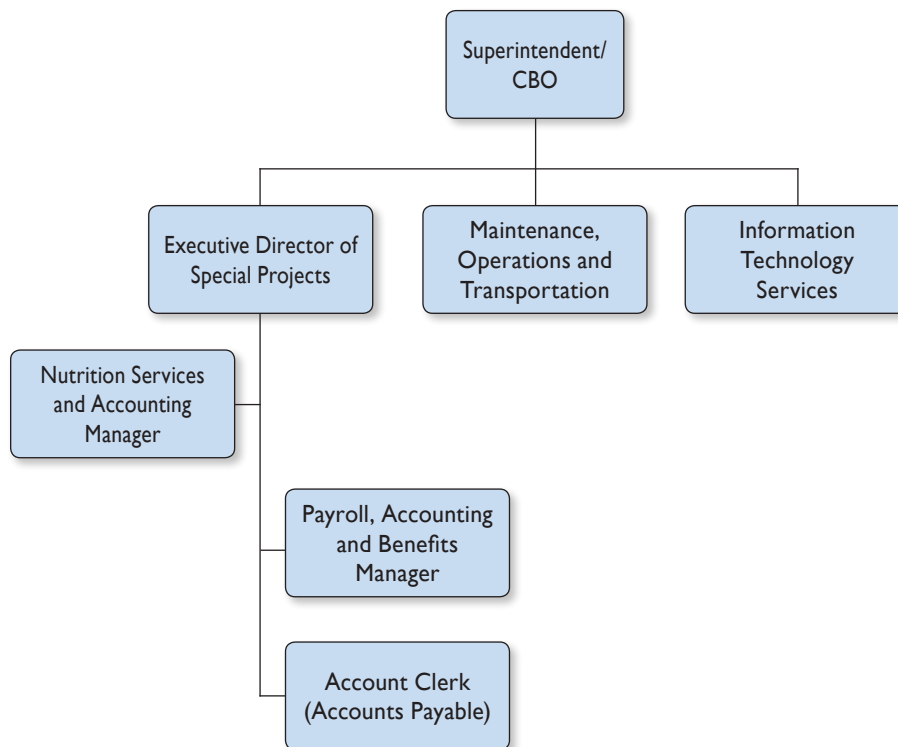 Superintendent/
CBO
Executive Director of
Special Projects
Maintenance,
Operations and
Transportation
Information
Technology
Services
Nutrition Services
and Accounting
Manager
Payroll, Accounting
and Benefits
Manager
Account Clerk
(Accounts Payable)